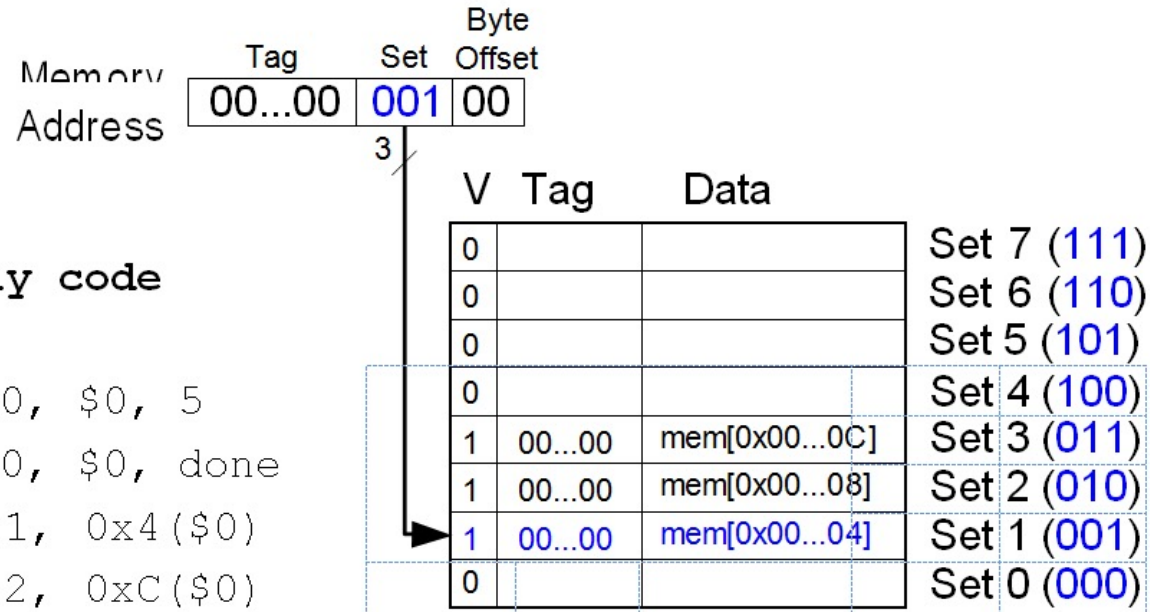 Byte
Tag Set Offset
Memory
Address 00...00 001 00
3
V Tag Data
0 Set 7 (111)
code
0 Set 6 (110)
0 Set 5 (101)
0, $0, 5
0 Set 4 (100)
0, $0, done
1 00...00 mem[0x00...0C] Set 3 (011)
1 00...00 mem[0x00...08] Set 2 (010)
1, 0x4($0)
1 00...00 mem[0x00...04] Set 1 (001)
2, 0xC($0)
0 Set 0 (000)